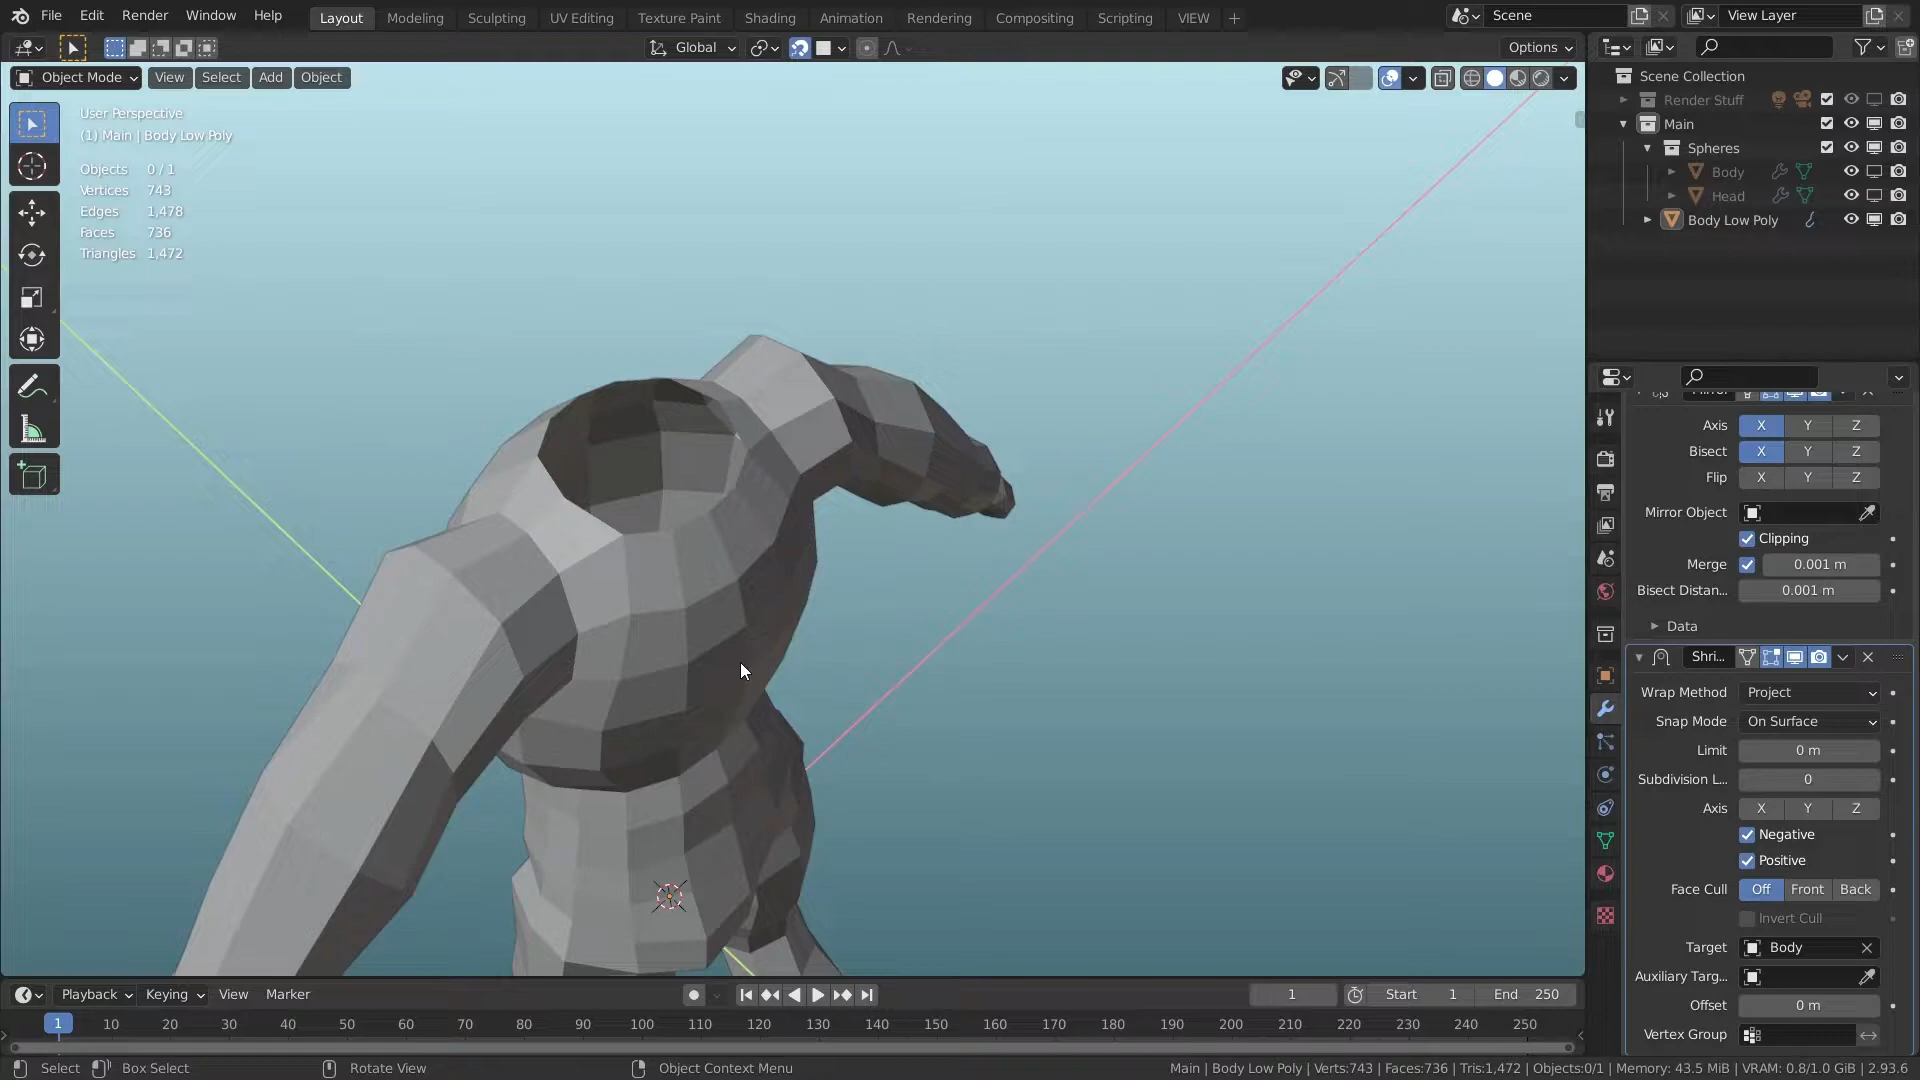 File Edit Render Window Help Layout Modeling Sculpting UV Editing Texture Paint Shading Animation Rendering Compositing Scripting VIEW + Scene View Layer
Global Options
Object Mode View Select Add Object
User Perspective
(1) Main | Body Low Poly
Objects 0 / 1
Vertices 743
Edges 1,478
Faces 736
Triangles 1,472
Scene Collection
Render Stuff
Main
Spheres
Body
Head
Body Low Poly
Axis X Y Z
Bisect X Y Z
Flip X Y Z
Mirror Object
Clipping
Merge 0.001 m
Bisect Distan... 0.001 m
Data
Shri...
Wrap Method Project
Snap Mode On Surface
Limit 0 m
Subdivision L... 0
Axis X Y Z
Negative
Positive
Face Cull Off Front Back
Invert Cull
Target Body
Auxiliary Targ...
Offset 0 m
Vertex Group
Playback Keying View Marker 1 Start 1 End 250
1 10 20 30 40 50 60 70 80 90 100 110 120 130 140 150 160 170 180 190 200 210 220 230 240 250
Select Box Select Rotate View Object Context Menu Main | Body Low Poly | Verts:743 | Faces:736 | Tris:1,472 | Objects:0/1 | Memory: 43.5 MiB | VRAM: 0.8/1.0 GiB | 2.93.6